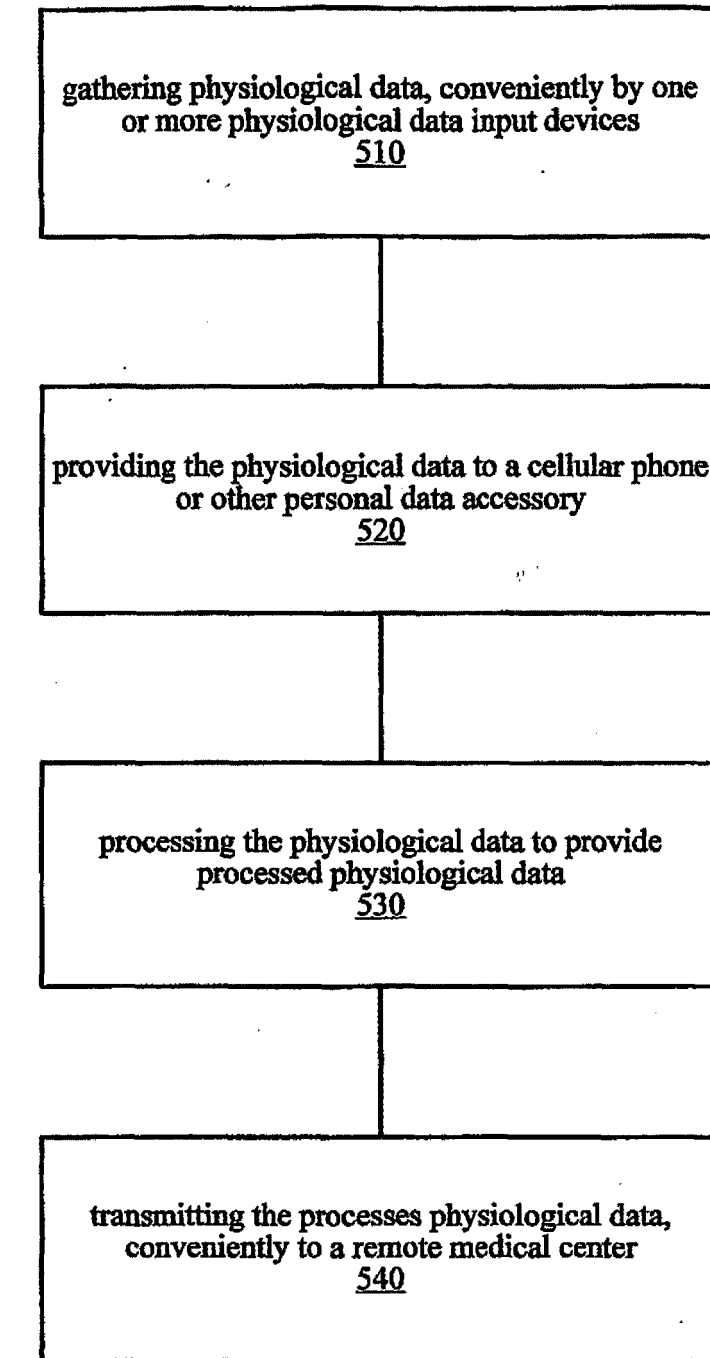 gathering physiological data, conveniently by one
or more physiological data input devices
510
providing the physiological data to a cellular phone
or other personal data accessory
520
processing the physiological data to provide
processed physiological data
530
transmitting the processes physiological data,
conveniently to a remote medical center
540